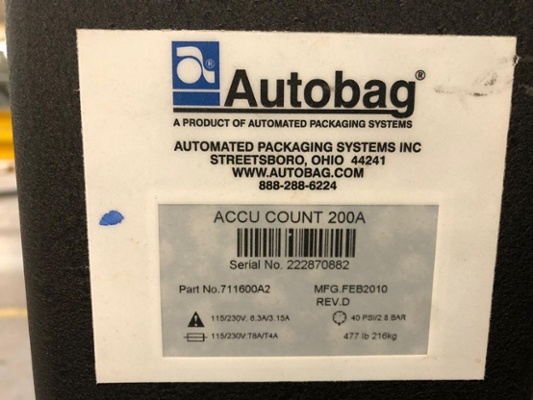 a®
Autobag®
A PRODUCT OF AUTOMATED PACKAGING SYSTEMS
AUTOMATED PACKAGING SYSTEMS INC
STREETSBORO, OHIO 44241
WWW.AUTOBAG.COM
888-288-6224
ACCU COUNT 200A
Serial No. 222870882
Part No.711600A2 MFG.FEB2010
REV.D
115/230V; 6.3A/3.15A 40 PSI/2.8 BAR
115/230V:T8A/T4A 477 lb 216kg